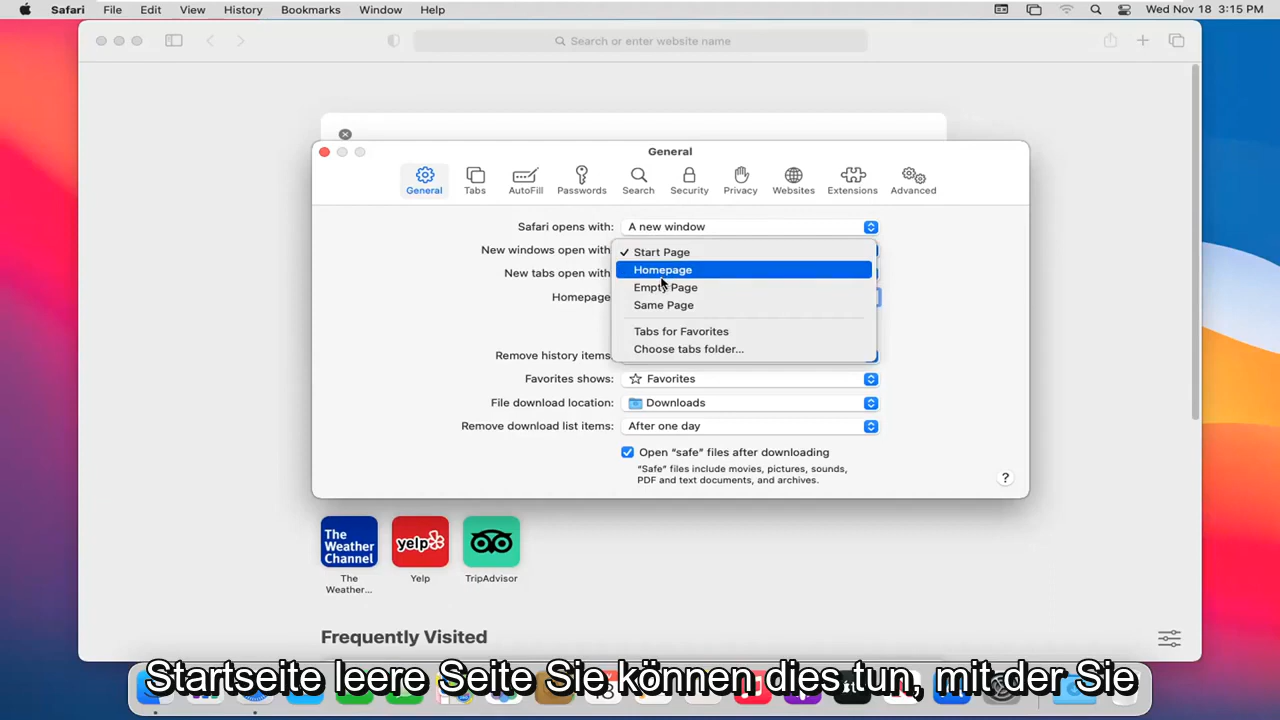 Safari File Edit View History Bookmarks Window Help Wed Nov 18 3:15 PM
Search or enter website name
General
General Tabs AutoFill Passwords Search Security Privacy Websites Extensions Advanced
Safari opens with: A new window
New windows open with
Start Page
Homepage
New tabs open with
Empty Page
Homepage
Same Page
Tabs for Favorites
Choose tabs folder...
Remove history items
Favorites shows: Favorites
File download location: Downloads
Remove download list items: After one day
Open “safe” files after downloading
“Safe” files include movies, pictures, sounds,
PDF and text documents, and archives.
?
The
Weather
Channel
yelp
The
Weather...
Yelp
TripAdvisor
Frequently Visited
Startseite leere Seite Sie können dies tun, mit der Sie